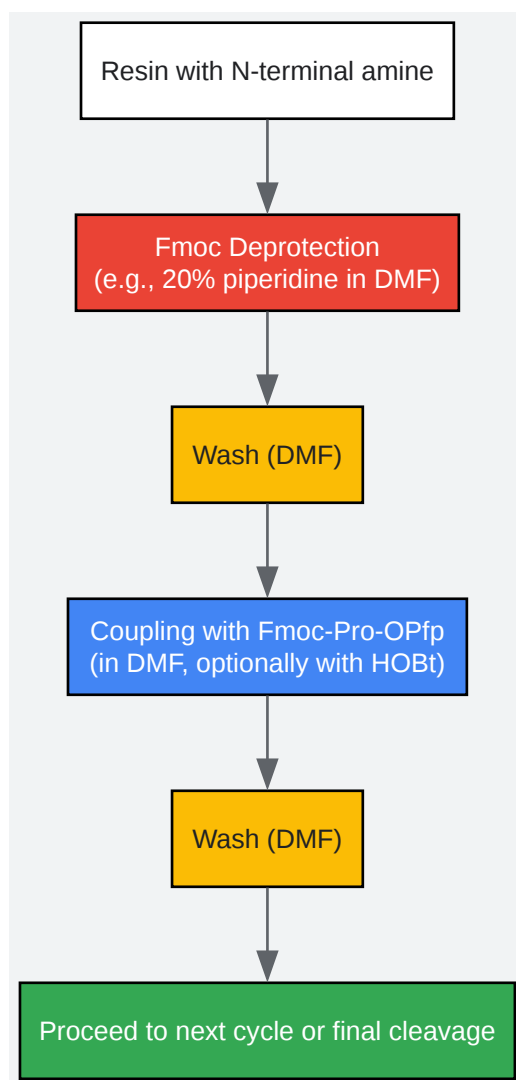 Resin with N-terminal amine
Fmoc Deprotection
(e.g., 20% piperidine in DMF)
Wash (DMF)
Coupling with Fmoc-Pro-OPfp
(in DMF, optionally with HOBt)
Wash (DMF)
Proceed to next cycle or final cleavage